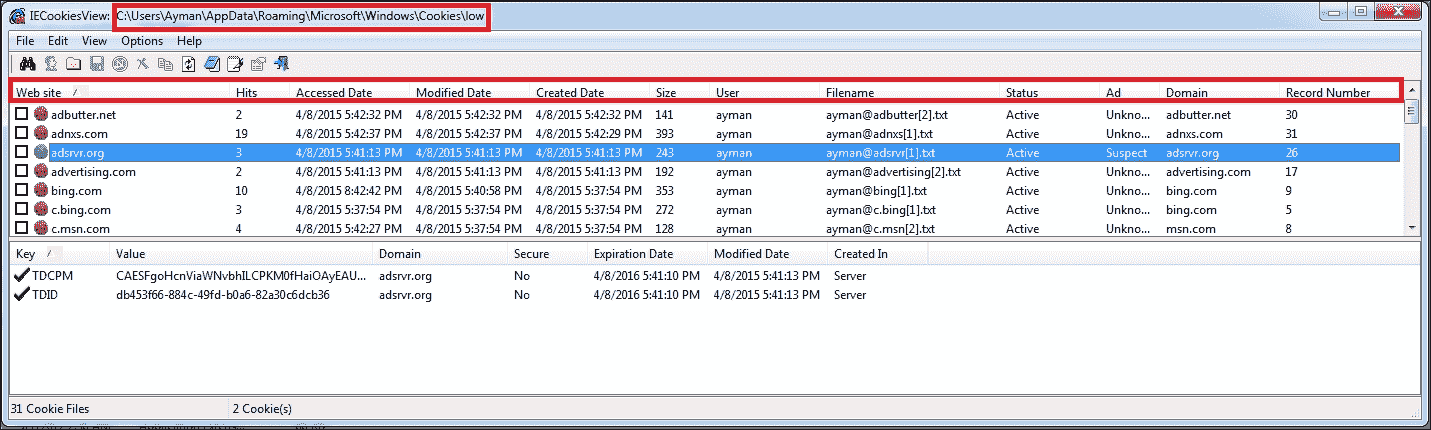 IECookiesView: C:\Users\Ayman\AppData\Roaming\Microsoft\Windows\Cookies\low
File Edit View Options Help
Web site / Hits Accessed Date Modified Date Created Date Size User Filename Status Ad Domain Record Number
adbutter.net 2 4/8/2015 5:42:32 PM 4/8/2015 5:42:32 PM 4/8/2015 5:42:32 PM 141 ayman ayman@adbutter[2].txt Active Unkno... adbutter.net 30
adnxs.com 19 4/8/2015 5:42:37 PM 4/8/2015 5:42:37 PM 4/8/2015 5:42:29 PM 393 ayman ayman@adnxs[1].txt Active Unkno... adnxs.com 31
adsrvr.org 3 4/8/2015 5:41:13 PM 4/8/2015 5:41:13 PM 4/8/2015 5:41:13 PM 243 ayman ayman@adsrvr[1].txt Active Suspect adsrvr.org 26
advertising.com 2 4/8/2015 5:41:13 PM 4/8/2015 5:41:13 PM 4/8/2015 5:41:13 PM 192 ayman ayman@advertising[2].txt Active Unkno... advertising.com 17
bing.com 10 4/8/2015 8:42:42 PM 4/8/2015 5:40:58 PM 4/8/2015 5:37:54 PM 353 ayman ayman@bing[1].txt Active Unkno... bing.com 9
c.bing.com 3 4/8/2015 5:37:54 PM 4/8/2015 5:37:54 PM 4/8/2015 5:37:54 PM 272 ayman ayman@c.bing[1].txt Active Unkno... bing.com 5
c.msn.com 4 4/8/2015 5:42:27 PM 4/8/2015 5:37:54 PM 4/8/2015 5:37:54 PM 128 ayman ayman@c.msn[2].txt Active Unkno... msn.com 8
Key / Value Domain Secure Expiration Date Modified Date Created In
TDCPM CAESFgoHcnViaWNvbhILCPKM0fHaiOAyEAU... adsrvr.org No 4/8/2016 5:41:10 PM 4/8/2015 5:41:13 PM Server
TDID db453f66-884c-49fd-b0a6-82a30c6dcb36 adsrvr.org No 4/8/2016 5:41:10 PM 4/8/2015 5:41:13 PM Server
31 Cookie Files 2 Cookie(s)